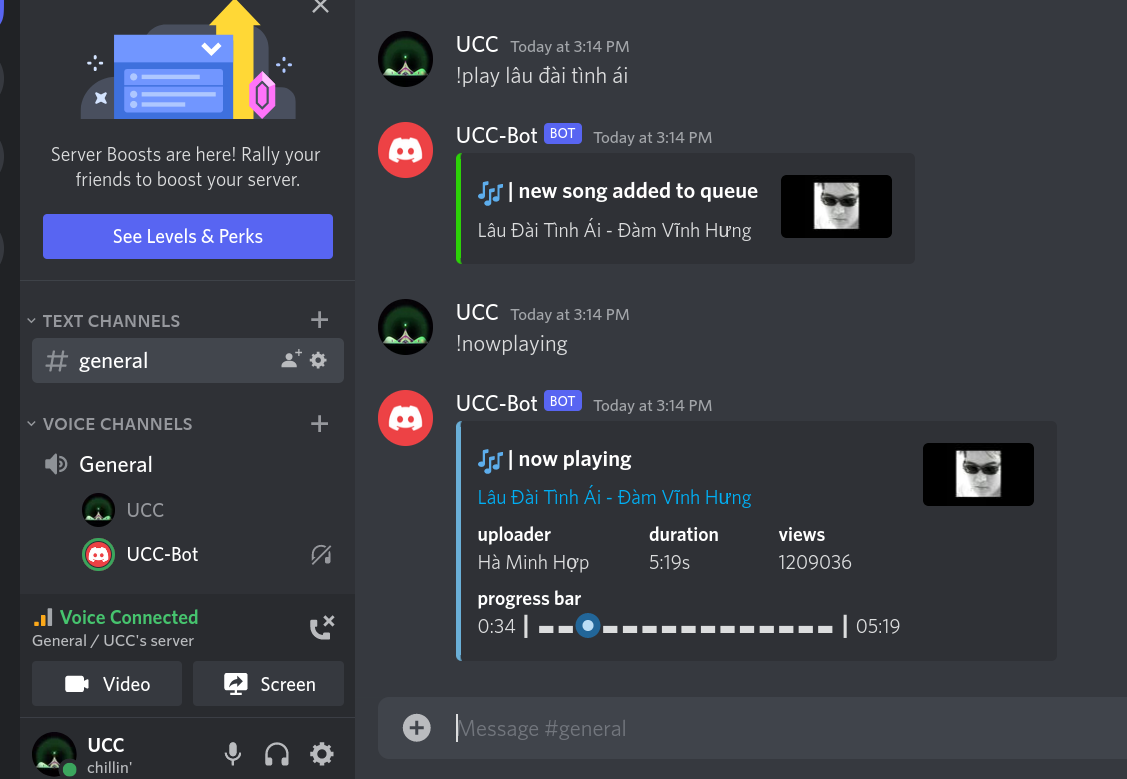 Server Boosts are here! Rally your
friends to boost your server.
See Levels & Perks
TEXT CHANNELS
general
VOICE CHANNELS
General
UCC
UCC-Bot
Voice Connected
General / UCC's server
Video
Screen
UCC
chillin'
UCC Today at 3:14 PM
!play lâu đài tình ái
UCC-Bot BOT Today at 3:14 PM
| new song added to queue
Lâu Đài Tình Ái - Đàm Vĩnh Hưng
UCC Today at 3:14 PM
!nowplaying
UCC-Bot BOT Today at 3:14 PM
| now playing
Lâu Đài Tình Ái - Đàm Vĩnh Hưng
uploader duration views
Hà Minh Hợp 5:19s 1209036
progress bar
0:34 | | 05:19
Message #general